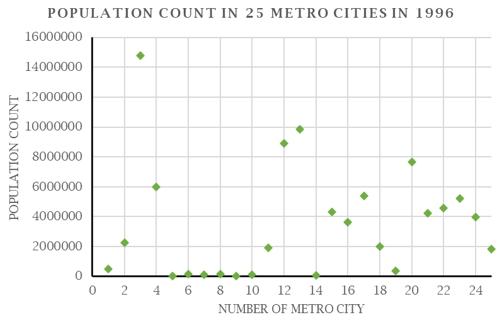 POPULATION COUNT IN 25 METRO CITIES IN 1996
16000000
14000000
12000000
10000000
8000000
6000000
4000000
2000000
0
POPULATION COUNT
0 2 4 6 8 10 12 14 16 18 20 22 24
NUMBER OF METRO CITY